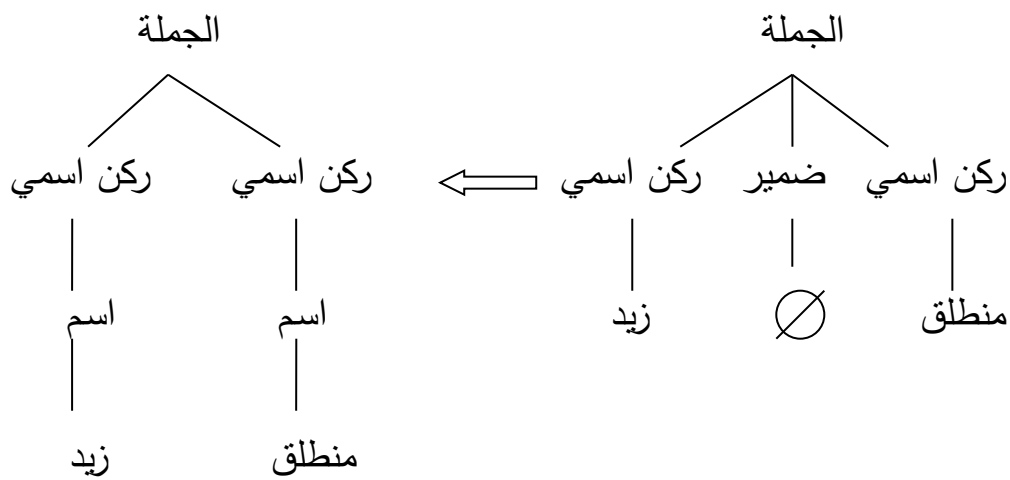 الجملة الجملة
ركن اسمي ضمير ركن اسمي ركن اسمي ركن اسمي
منطلق ∅ زيد اسم اسم
منطلق زيد